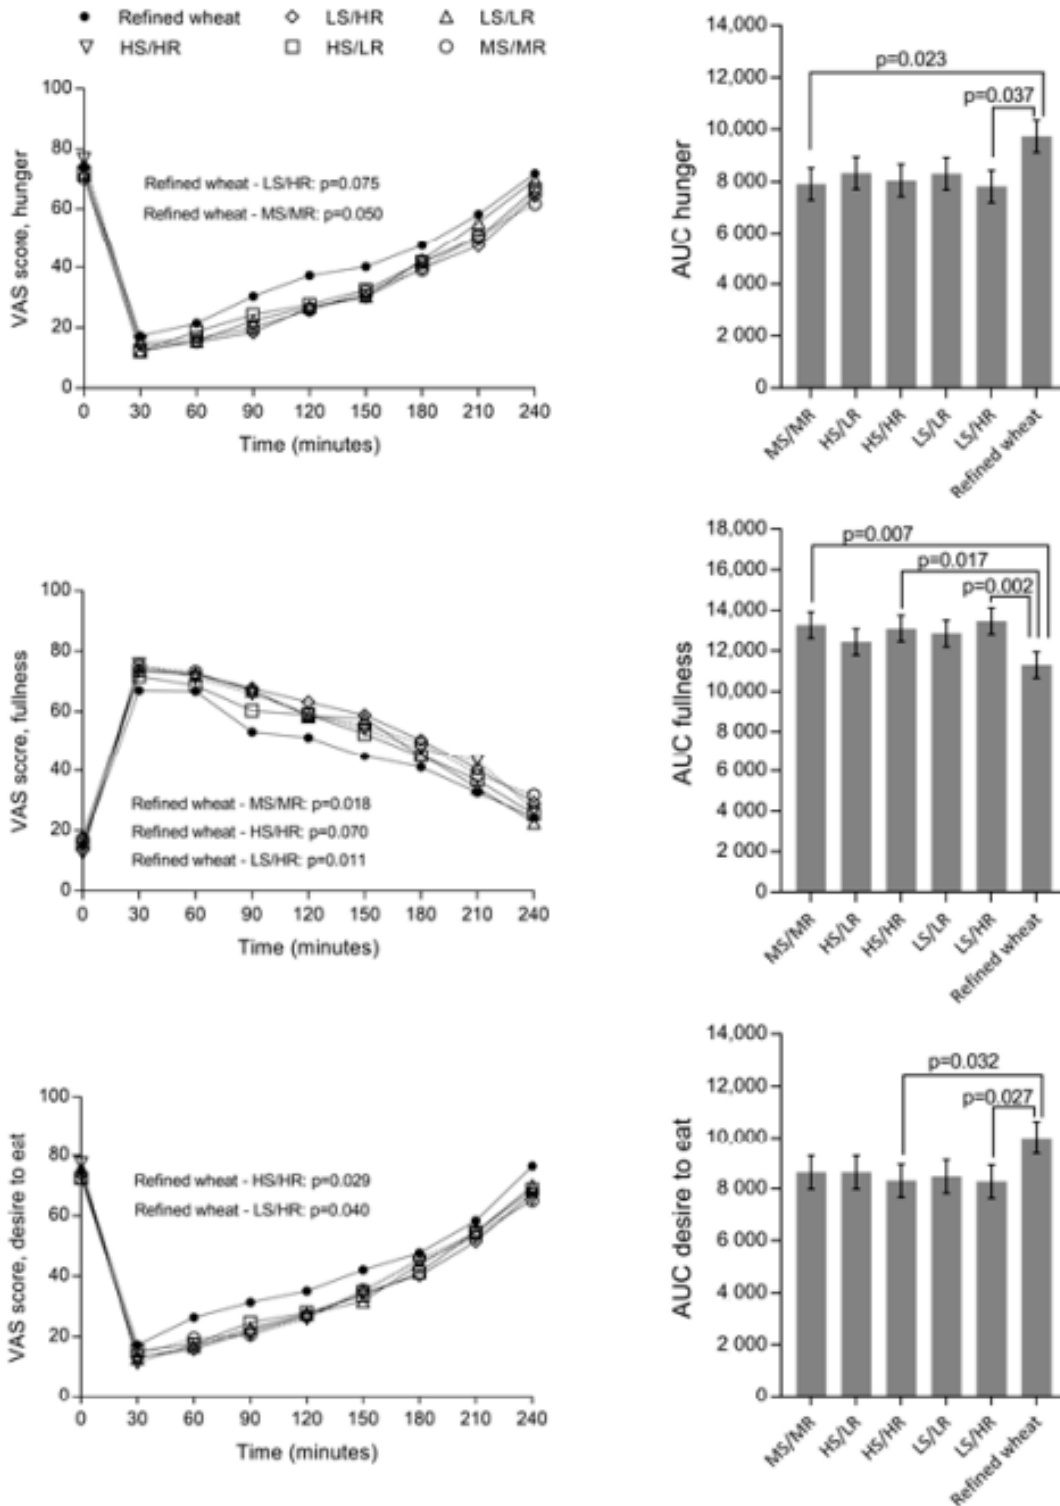 Refined wheat LS/HR LS/LR
HS/HR HS/LR MS/MR
VAS score, hunger
100
80
60
40
20
0
Refined wheat - LS/HR: p=0.075
Refined wheat - MS/MR: p=0.050
0 30 60 90 120 150 180 210 240
Time (minutes)
AUC hunger
14,000
12,000
10,000
8 000
6 000
4 000
2 000
0
p=0.023
p=0.037
MS/MR HS/LR HS/HR LS/LR LS/HR Refined wheat
VAS sccre, fullness
100
80
60
40
20
0
Refined wheat - MS/MR: p=0.018
Refined wheat - HS/HR: p=0.070
Refined wheat - LS/HR: p=0.011
0 30 60 90 120 150 180 210 240
Time (minutes)
AUC fullness
18,000
16,000
14,000
12,000
10,000
8 000
6 000
4 000
2 000
0
p=0.007
p=0.017
p=0.002
MS/MR HS/LR HS/HR LS/LR LS/HR Refined wheat
VAS score, desire to eat
100
80
60
40
20
0
Refined wheat - HS/HR: p=0.029
Refined wheat - LS/HR: p=0.040
0 30 60 90 120 150 180 210 240
Time (minutes)
AUC desire to eat
14,000
12,000
10,000
8 000
6 000
4 000
2 000
0
p=0.032
p=0.027
MS/MR HS/LR HS/HR LS/LR LS/HR Refined wheat